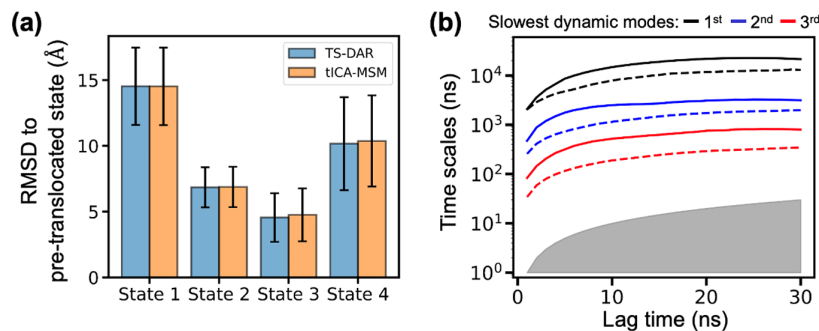 (a)
RMSD to
pre-translocated state (Å)
15
10
5
0
TS-DAR
tICA-MSM
State 1 State 2 State 3 State 4
(b)
Slowest dynamic modes: 1st 2nd 3rd
Time scales (ns)
10⁴
10³
10²
10¹
10⁰
0 10 20 30
Lag time (ns)